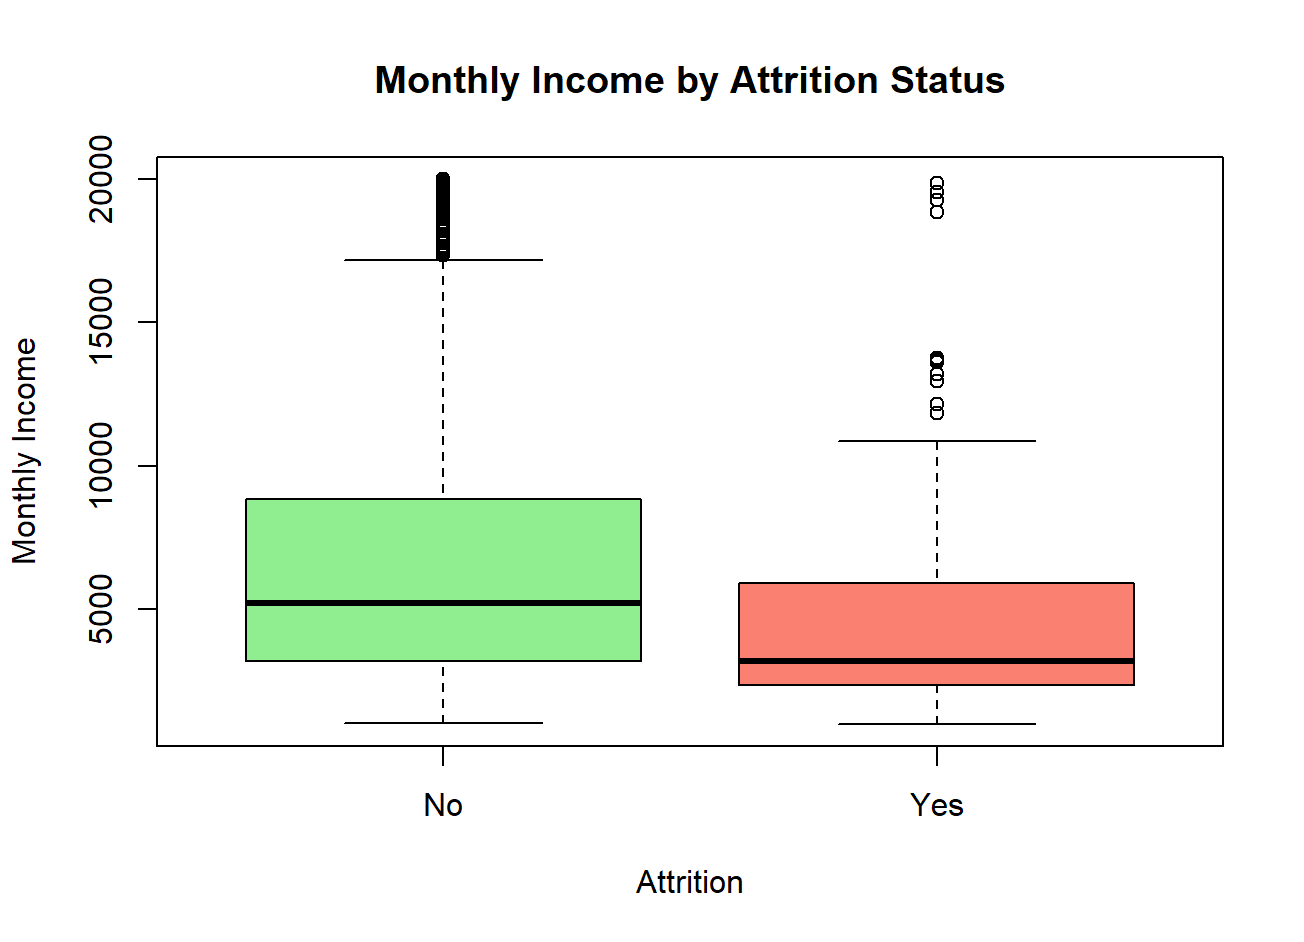 Monthly Income by Attrition Status
20000
15000
10000
5000
Monthly Income
No
Yes
Attrition